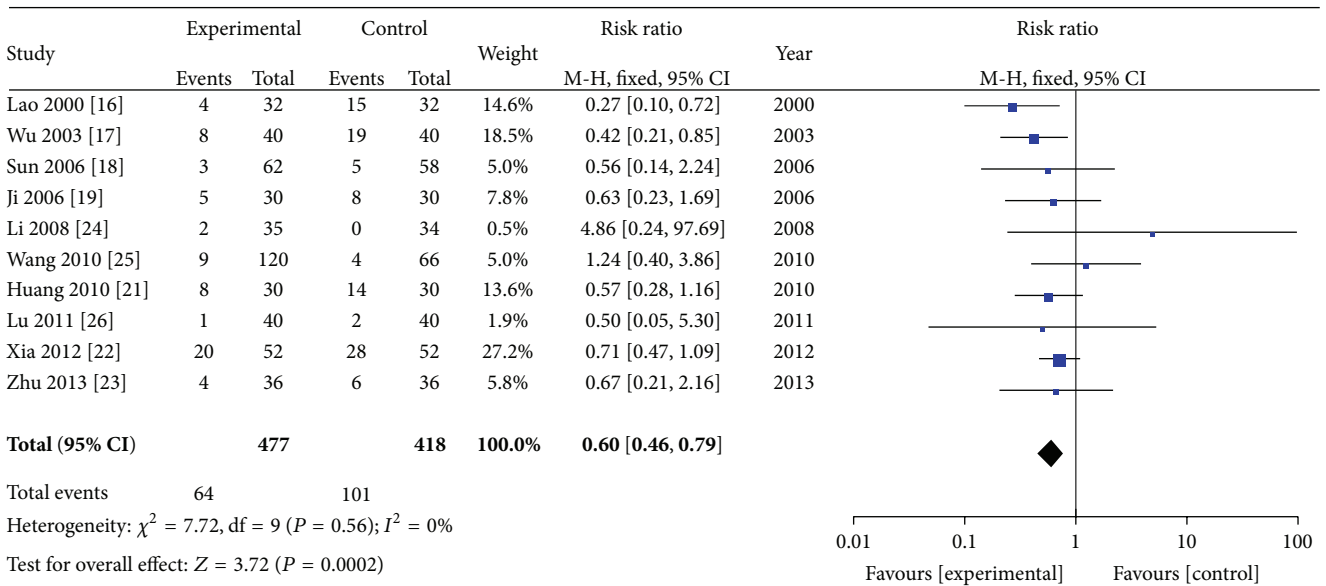 Study Experimental Control Weight Risk ratio Year Risk ratio
Events Total Events Total M-H, fixed, 95% CI M-H, fixed, 95% CI
Lao 2000 [16] 4 32 15 32 14.6% 0.27 [0.10, 0.72] 2000
Wu 2003 [17] 8 40 19 40 18.5% 0.42 [0.21, 0.85] 2003
Sun 2006 [18] 3 62 5 58 5.0% 0.56 [0.14, 2.24] 2006
Ji 2006 [19] 5 30 8 30 7.8% 0.63 [0.23, 1.69] 2006
Li 2008 [24] 2 35 0 34 0.5% 4.86 [0.24, 97.69] 2008
Wang 2010 [25] 9 120 4 66 5.0% 1.24 [0.40, 3.86] 2010
Huang 2010 [21] 8 30 14 30 13.6% 0.57 [0.28, 1.16] 2010
Lu 2011 [26] 1 40 2 40 1.9% 0.50 [0.05, 5.30] 2011
Xia 2012 [22] 20 52 28 52 27.2% 0.71 [0.47, 1.09] 2012
Zhu 2013 [23] 4 36 6 36 5.8% 0.67 [0.21, 2.16] 2013
Total (95% CI) 477 418 100.0% 0.60 [0.46, 0.79]
Total events 64 101
Heterogeneity: χ² = 7.72, df = 9 (P = 0.56); I² = 0%
Test for overall effect: Z = 3.72 (P = 0.0002)
0.01 0.1 1 10 100
Favours [experimental] Favours [control]